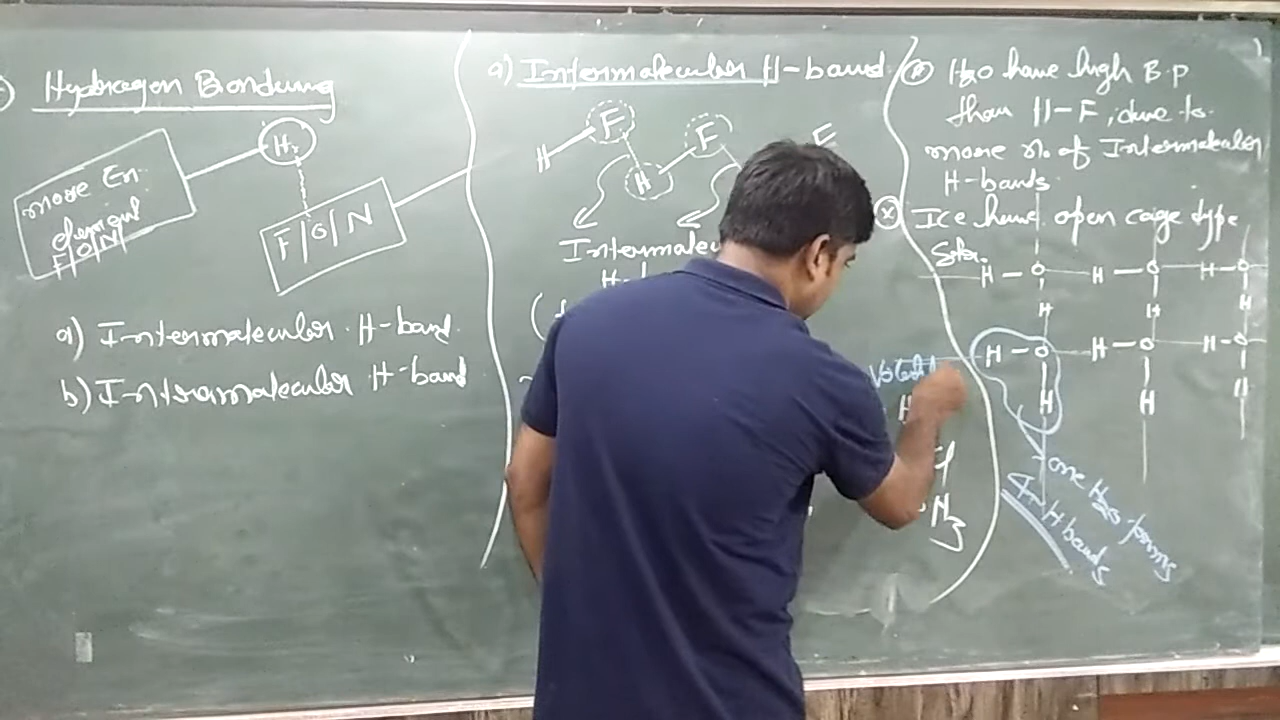 Hydrogen Bonding
more En.
element
F/O/N
H
F/O/N
a) Intermolecular H-bond.
b) Intramolecular H-bond
a) Intermolecular H-bond.
H F H F F
Intermolecu
H-b
(
H
NH3
H2O have high B.P
than H-F, due to
more no. of Intermolecular
H-bonds.
Ice have open cage type
Str.
H-O H-O H-O
H H H
H-O H-O H-O
H H H
one H2O forms
4 H bonds